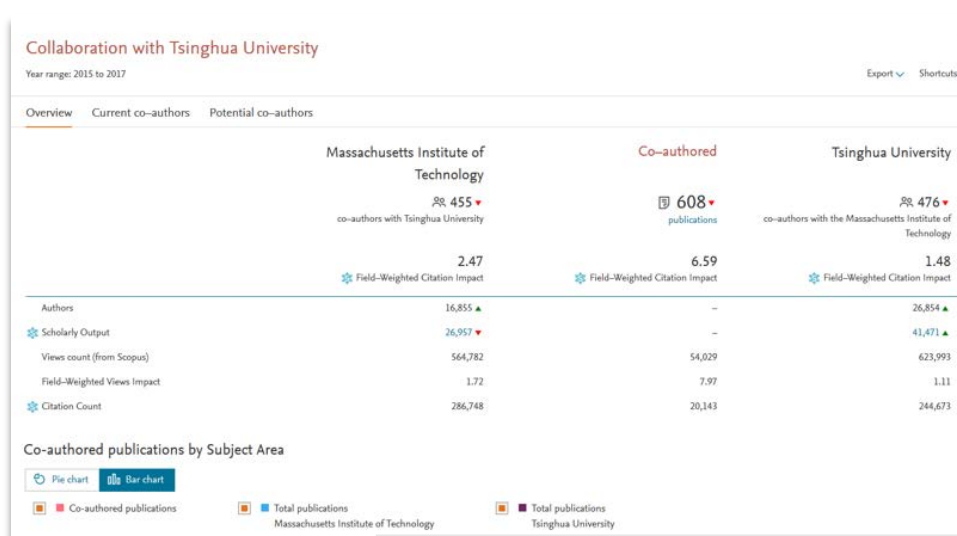 Collaboration with Tsinghua University
Year range: 2015 to 2017
Export Shortcuts
Overview Current co–authors Potential co–authors
Massachusetts Institute of Technology Co–authored Tsinghua University
455 608 476
co–authors with Tsinghua University publications co–authors with the Massachusetts Institute of Technology
2.47 6.59 1.48
Field–Weighted Citation Impact Field–Weighted Citation Impact Field–Weighted Citation Impact
Authors 16,855 – 26,854
Scholarly Output 26,957 – 41,471
Views count (from Scopus) 564,782 54,029 623,993
Field–Weighted Views Impact 1.72 7.97 1.11
Citation Count 286,748 20,143 244,673
Co-authored publications by Subject Area
Pie chart Bar chart
Co-authored publications Total publications Total publications
Massachusetts Institute of Technology Tsinghua University